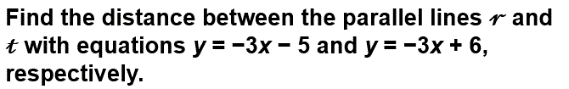 Find the distance between the parallel lines r and
t with equations y = −3x − 5 and y = −3x + 6,
respectively.